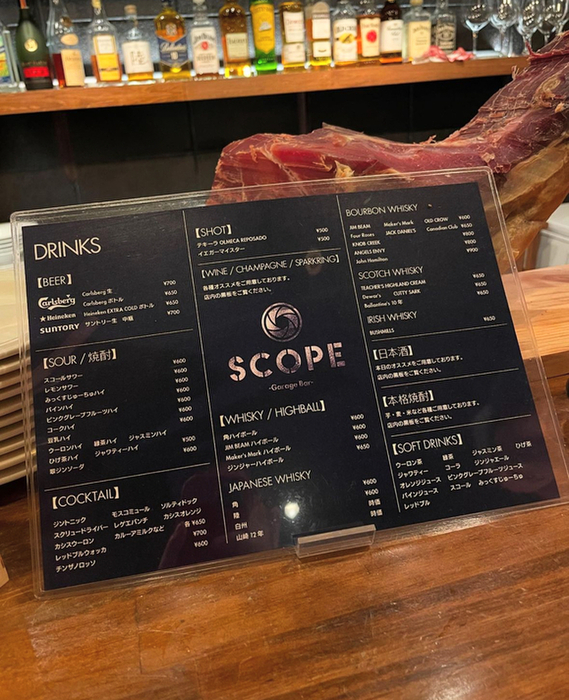 DRINKS
【BEER】
Carlsberg Carlsberg 生 ¥700
Carlsberg ボトル ¥650
★Heineken Heineken EXTRA COLD ボトル ¥650
SUNTORY サントリー生 中瓶 ¥700
【SOUR / 焼酎】
スコールサワー ¥600
レモンサワー ¥600
みっくすじゅーちゅハイ ¥600
パインハイ ¥600
ピンクグレープフルーツハイ ¥600
コークハイ ¥600
豆乳ハイ ¥600
ウーロンハイ 緑茶ハイ ジャスミンハイ ¥500
ひげ茶ハイ ジャワティーハイ ¥600
耶ジンソーダ
【COCKTAIL】
ジントニック モスコミュール ソルティドック
スクリュードライバー レゲエパンチ カシスオレンジ
カシスウーロン カルーアミルクなど 各¥650
レッドブルウォッカ ¥700
チンザノロッソ ¥600
【SHOT】
テキーラ OLMECA REPOSADO ¥500
イエガーマイスター ¥500
【WINE / CHAMPAGNE / SPARKRING】
各種オススメをご用意しております。
店内の黒板をご覧ください。
SCOPE
-Garage Bar-
【WHISKY / HIGHBALL】
角ハイボール ¥600
JIM BEAM ハイボール ¥600
Maker's Mark ハイボール ¥600
ジンジャーハイボール ¥650
JAPANESE WHISKY
角 ¥600
陸 ¥600
白州 時価
山崎 12年 時価
BOURBON WHISKY
JIM BEAM Maker's Mark OLD CROW ¥600
Four Roses JACK DANIEL'S Canadian Club ¥650
KNOB CREEK ¥600
ANGELS ENVY ¥800
John Hamilton ¥900
SCOTCH WHISKY
TEACHER'S HIGHLAND CREAM ¥650
Dewar's CUTTY SARK ¥650
Ballantine's 10年 ¥650
IRISH WHISKY
BUSHMILLS ¥650
【日本酒】
本日のオススメをご用意しております。
店内の黒板をご覧ください。
【本格焼酎】
芋・麦・米など各種ご用意しております。
店内の黒板をご覧ください。
【SOFT DRINKS】
ウーロン茶 緑茶 ジャスミン茶 ひげ茶
ジャワティー コーラ ジンジャエール
オレンジジュース ピンクグレープフルーツジュース
パインジュース スコール みっくすじゅーちゅ
レッドブル